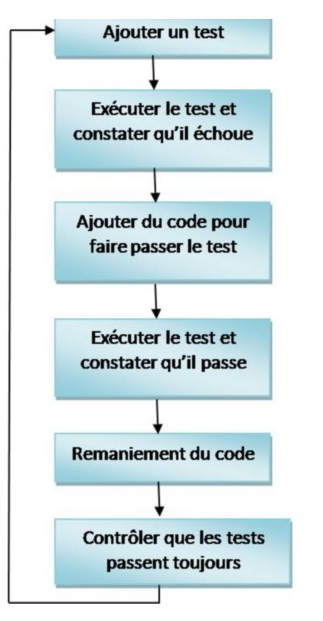 Ajouter un test
Exécuter le test et
constater qu'il échoue
Ajouter du code pour
faire passer le test
Exécuter le test et
constater qu'il passe
Remaniement du code
Contrôler que les tests
passent toujours